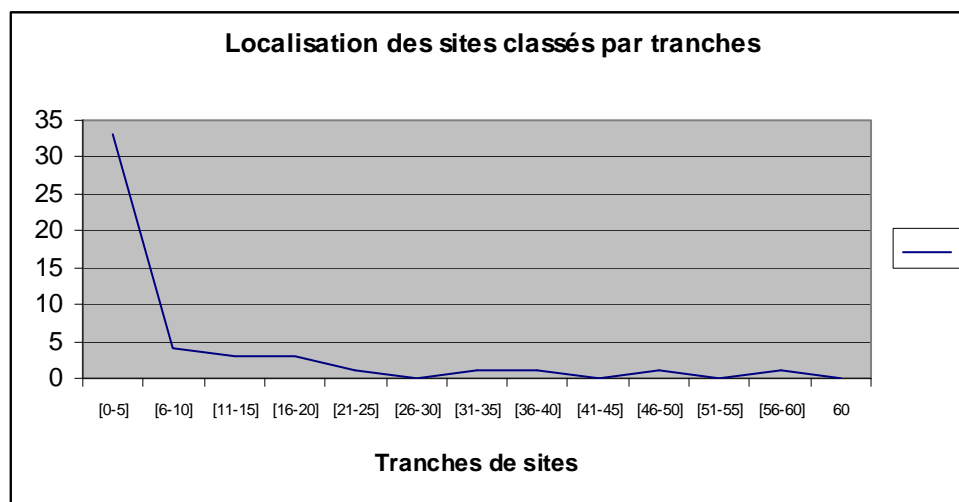 Localisation des sites classés par tranches
35
30
25
20
15
10
5
0
[0-5] [6-10] [11-15] [16-20] [21-25] [26-30] [31-35] [36-40] [41-45] [46-50] [51-55] [56-60] 60
Tranches de sites